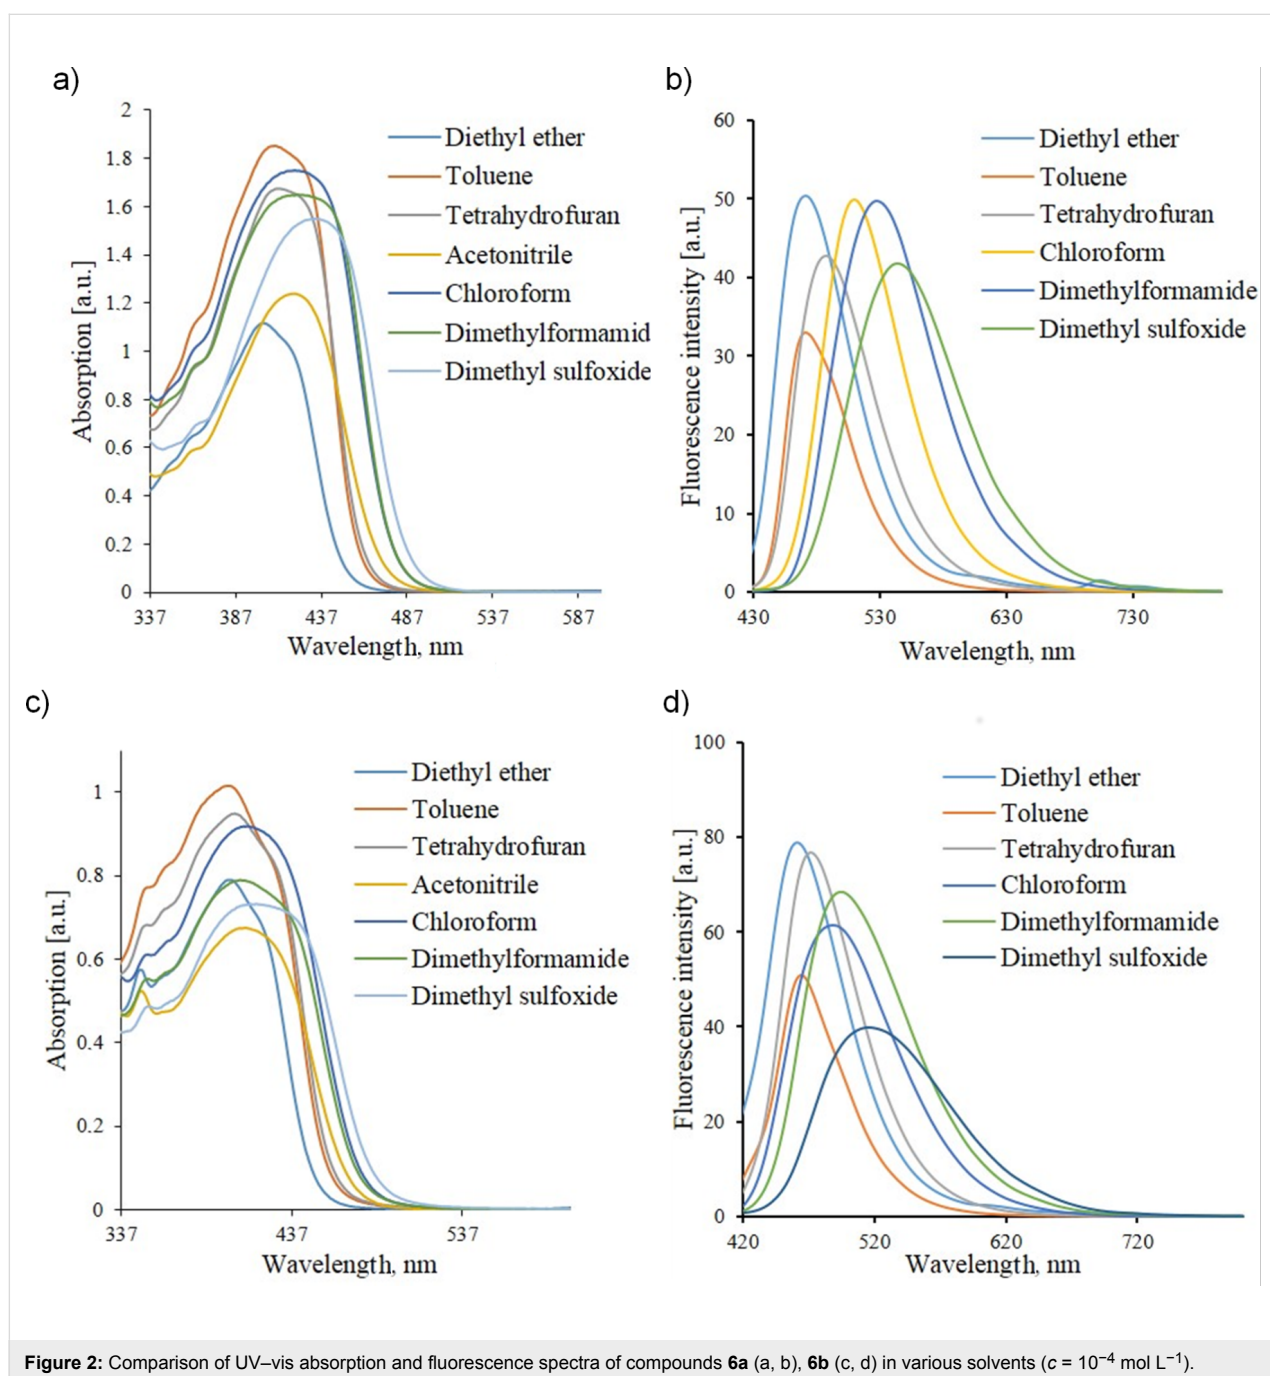 a)
2
1.8
1.6
1.4
1.2
1
0.8
0.6
0.4
0.2
0
Absorption [a.u.]
Diethyl ether
Toluene
Tetrahydrofuran
Acetonitrile
Chloroform
Dimethylformamid
Dimethyl sulfoxide
337 387 437 487 537 587
Wavelength, nm
b)
60
50
40
30
20
10
0
Fluorescence intensity [a.u.]
Diethyl ether
Toluene
Tetrahydrofuran
Chloroform
Dimethylformamide
Dimethyl sulfoxide
430 530 630 730
Wavelength, nm
c)
1
0.8
0.6
0.4
0.2
0
Absorption [a.u.]
Diethyl ether
Toluene
Tetrahydrofuran
Acetonitrile
Chloroform
Dimethylformamide
Dimethyl sulfoxide
337 437 537
Wavelength, nm
d)
100
80
60
40
20
0
Fluorescence intensity [a.u.]
Diethyl ether
Toluene
Tetrahydrofuran
Chloroform
Dimethylformamide
Dimethyl sulfoxide
420 520 620 720
Wavelength, nm
Figure 2: Comparison of UV–vis absorption and fluorescence spectra of compounds 6a (a, b), 6b (c, d) in various solvents (c = 10⁻⁴ mol L⁻¹).